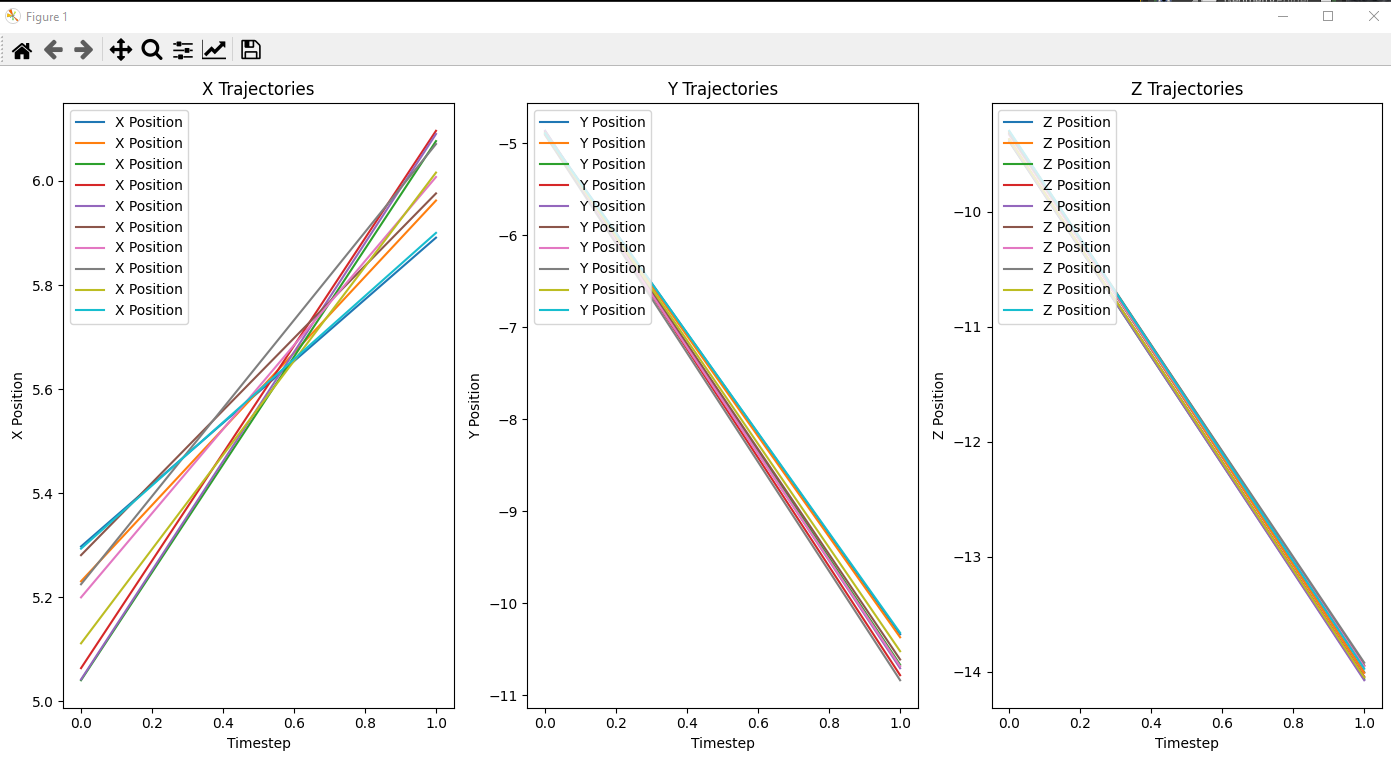 Figure 1
X Trajectories
X Position
X Position
X Position
X Position
X Position
X Position
X Position
X Position
X Position
X Position
6.0
5.8
5.6
5.4
5.2
5.0
X Position
0.0 0.2 0.4 0.6 0.8 1.0
Timestep
Y Trajectories
Y Position
Y Position
Y Position
Y Position
Y Position
Y Position
Y Position
Y Position
Y Position
Y Position
−5
−6
−7
−8
−9
−10
−11
Y Position
0.0 0.2 0.4 0.6 0.8 1.0
Timestep
Z Trajectories
Z Position
Z Position
Z Position
Z Position
Z Position
Z Position
Z Position
Z Position
Z Position
Z Position
−10
−11
−12
−13
−14
Z Position
0.0 0.2 0.4 0.6 0.8 1.0
Timestep